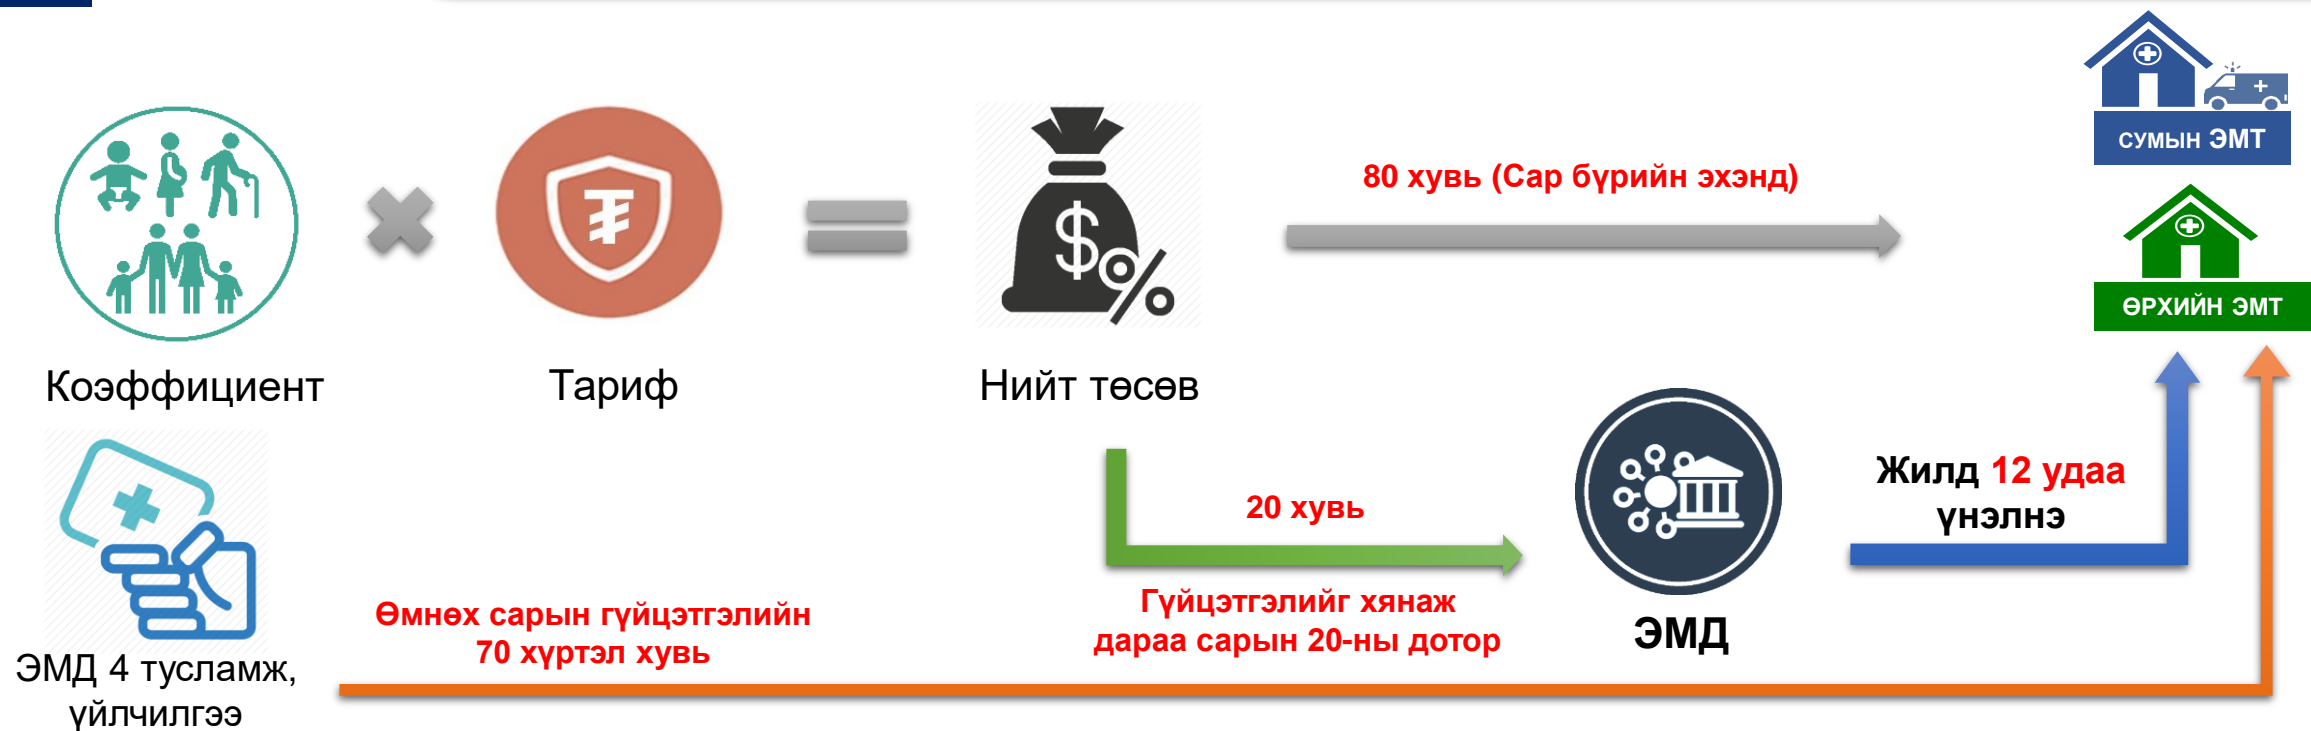 СУМЫН ЭМТ
80 хувь (Сар бүрийн эхэнд)
ӨРХИЙН ЭМТ
Коэффициент
Тариф
Нийт төсөв
20 хувь
Жилд 12 удаа
үнэлнэ
Гүйцэтгэлийг хянаж
дараа сарын 20-ны дотор
ЭМД
Өмнөх сарын гүйцэтгэлийн
70 хүртэл хувь
ЭМД 4 тусламж,
үйлчилгээ